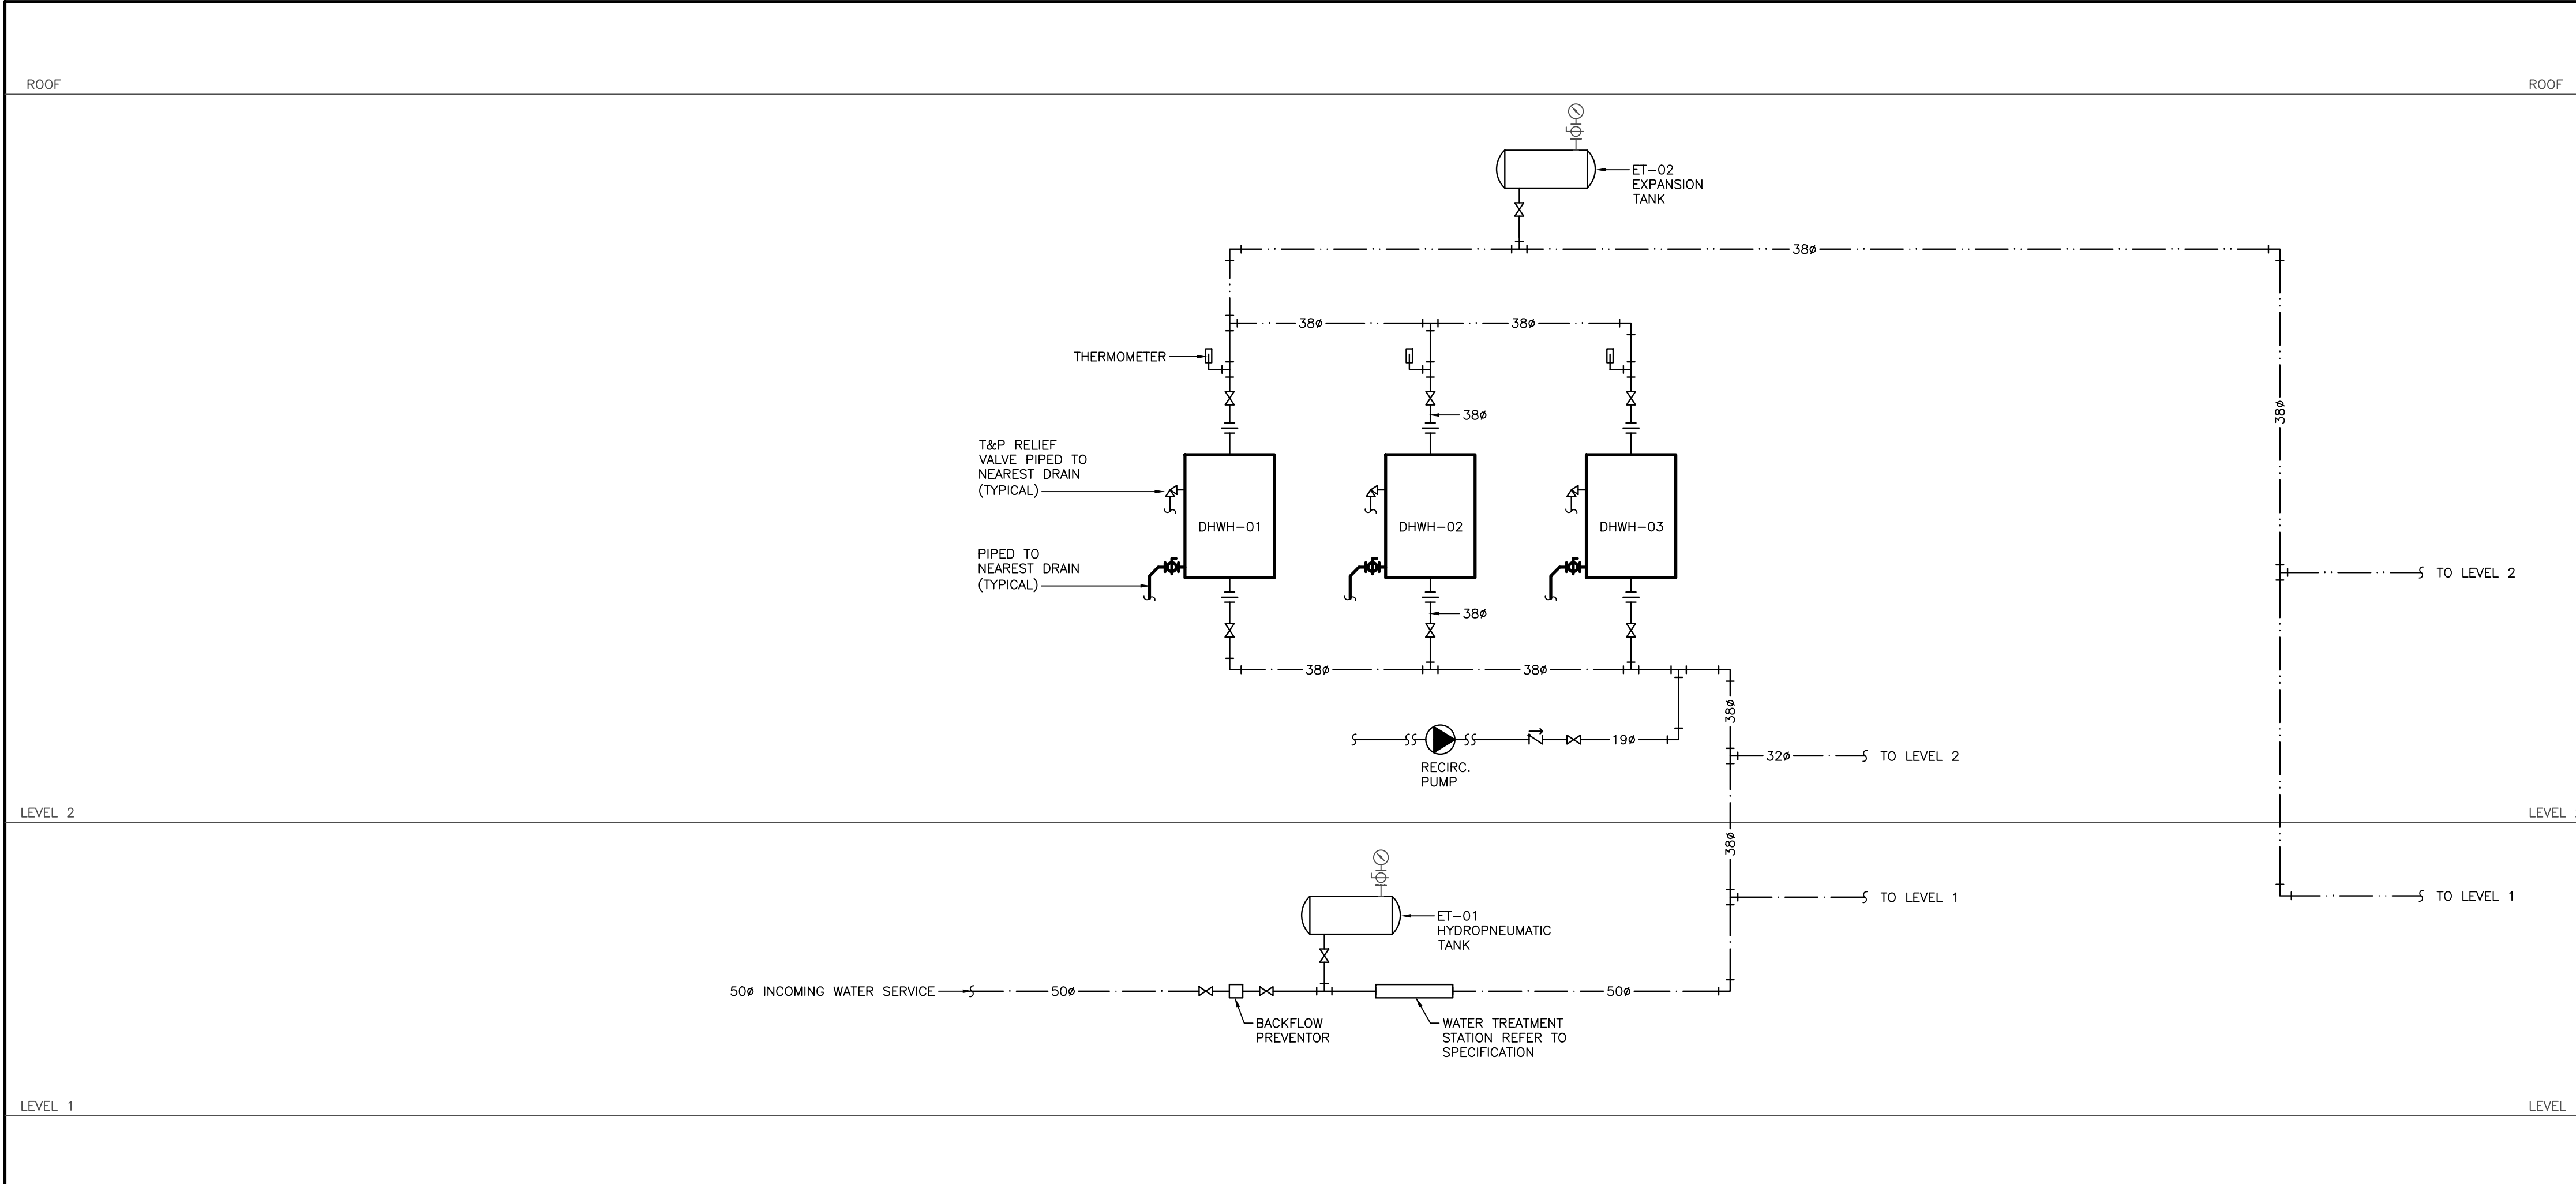 ROOF
ROOF
ET-02
EXPANSION
TANK
38ø
38ø
38ø
THERMOMETER
38ø
38ø
T&P RELIEF
VALVE PIPED TO
NEAREST DRAIN
(TYPICAL)
DHWH-01
DHWH-02
DHWH-03
PIPED TO
NEAREST DRAIN
(TYPICAL)
TO LEVEL 2
38ø
38ø
38ø
38ø
19ø
32ø
TO LEVEL 2
RECIRC.
PUMP
LEVEL 2
LEVEL
38ø
TO LEVEL 1
TO LEVEL 1
ET-01
HYDROPNEUMATIC
TANK
50ø INCOMING WATER SERVICE
50ø
50ø
BACKFLOW
PREVENTOR
WATER TREATMENT
STATION REFER TO
SPECIFICATION
LEVEL 1
LEVEL